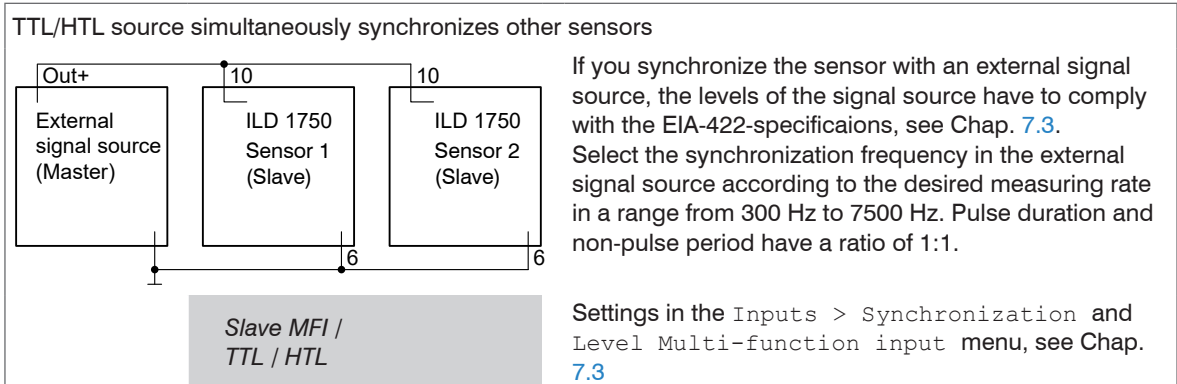 TTL/HTL source simultaneously synchronizes other sensors
Out+
10
10
External
signal source
(Master)
ILD 1750
Sensor 1
(Slave)
ILD 1750
Sensor 2
(Slave)
6
6
Slave MFI /
TTL / HTL
If you synchronize the sensor with an external signal
source, the levels of the signal source have to comply
with the EIA-422-specificaions, see Chap. 7.3.
Select the synchronization frequency in the external
signal source according to the desired measuring rate
in a range from 300 Hz to 7500 Hz. Pulse duration and
non-pulse period have a ratio of 1:1.
Settings in the Inputs > Synchronization and
Level Multi-function input menu, see Chap.
7.3